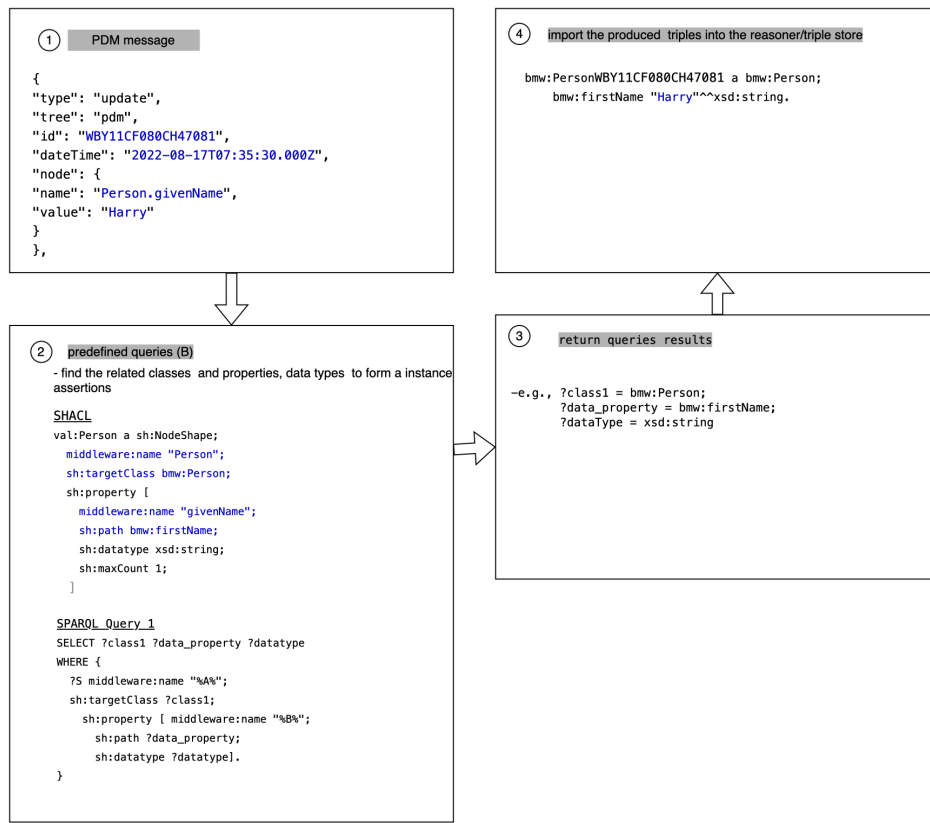 1 PDM message
{
"type": "update",
"tree": "pdm",
"id": "WBY11CF080CH47081",
"dateTime": "2022-08-17T07:35:30.000Z",
"node": {
"name": "Person.givenName",
"value": "Harry"
}
},
2 predefined queries (B)
- find the related classes and properties, data types to form a instance
assertions
SHACL
val:Person a sh:NodeShape;
middleware:name "Person";
sh:targetClass bmw:Person;
sh:property [
middleware:name "givenName";
sh:path bmw:firstName;
sh:datatype xsd:string;
sh:maxCount 1;
]
SPARQL Query 1
SELECT ?class1 ?data_property ?datatype
WHERE {
?S middleware:name "%A%";
sh:targetClass ?class1;
sh:property [ middleware:name "%B%";
sh:path ?data_property;
sh:datatype ?datatype].
}
3 return queries results
-e.g., ?class1 = bmw:Person;
?data_property = bmw:firstName;
?dataType = xsd:string
4 import the produced triples into the reasoner/triple store
bmw:PersonWBY11CF080CH47081 a bmw:Person;
bmw:firstName "Harry"^^xsd:string.